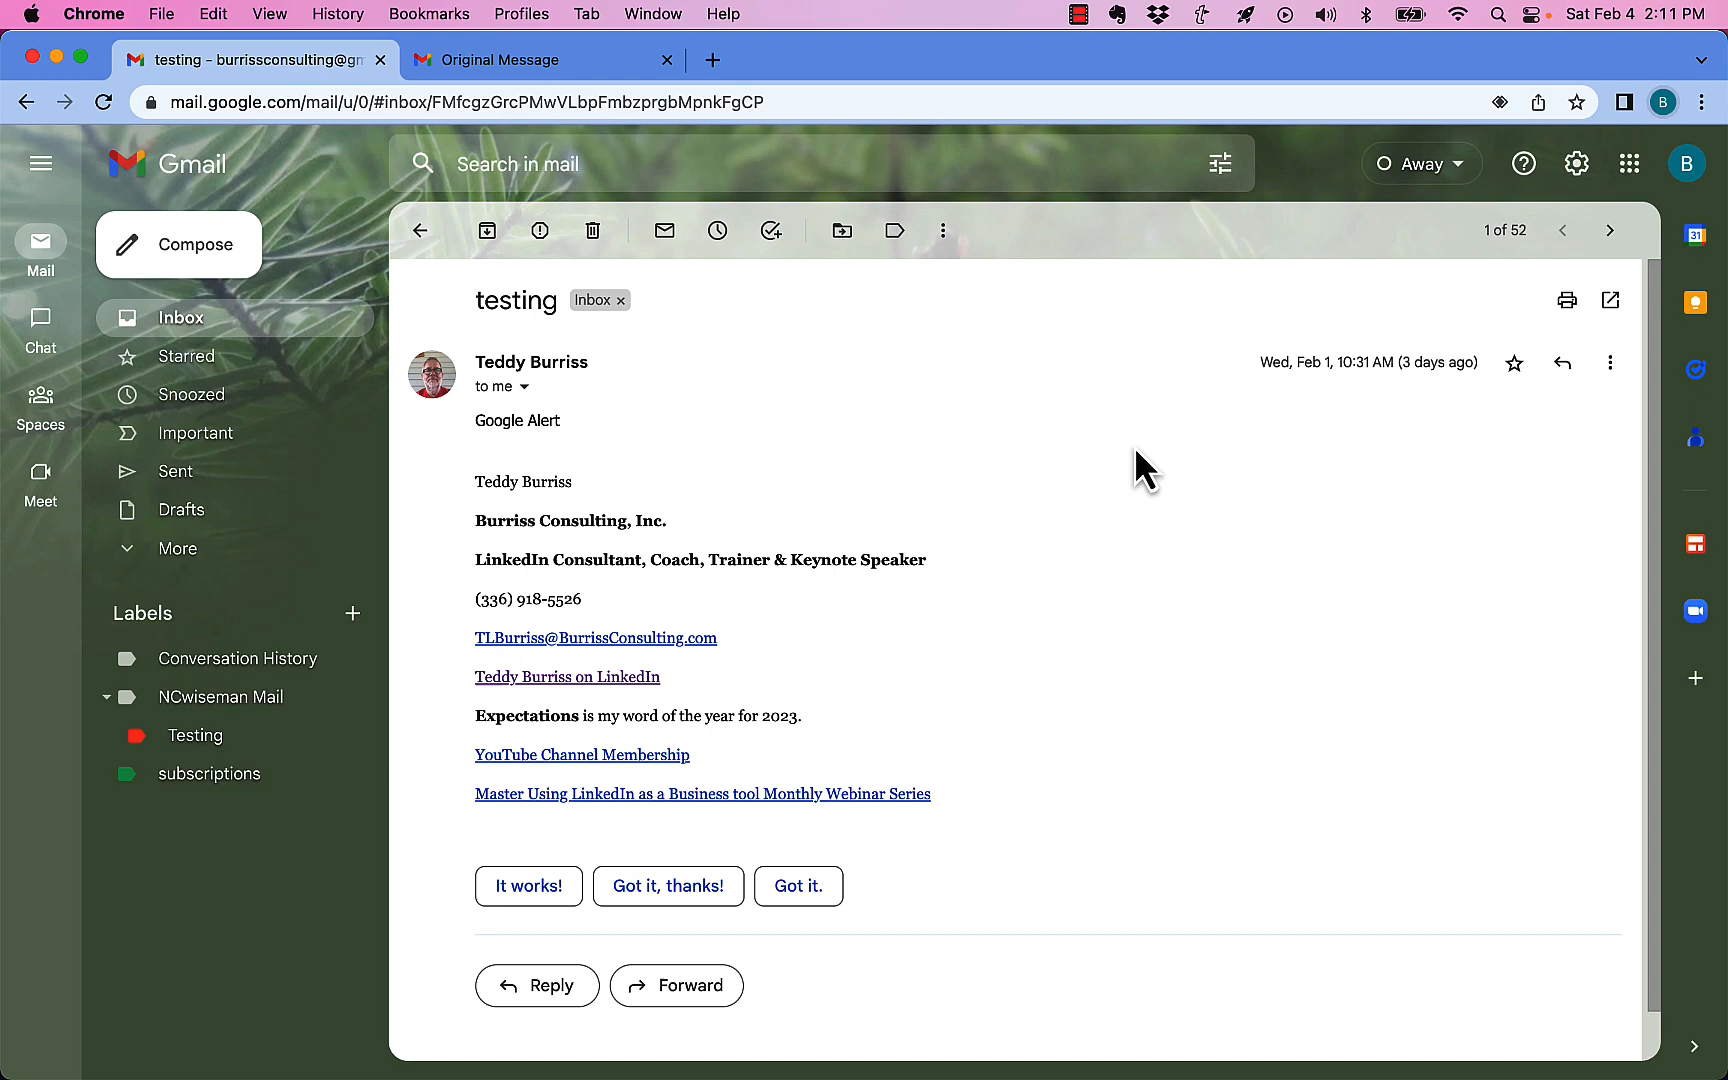 Chrome File Edit View History Bookmarks Profiles Tab Window Help Sat Feb 4 2:11 PM
testing - burrissconsulting@gm
Original Message
mail.google.com/mail/u/0/#inbox/FMfcgzGrcPMwVLbpFmbzprgbMpnkFgCP
B
Gmail
Search in mail
Away
B
Mail
Chat
Spaces
Meet
Compose
Inbox
Starred
Snoozed
Important
Sent
Drafts
More
Labels
Conversation History
NCwiseman Mail
Testing
subscriptions
1 of 52
31
testing Inbox x
Teddy Burriss
Wed, Feb 1, 10:31 AM (3 days ago)
to me
Google Alert
Teddy Burriss
Burriss Consulting, Inc.
LinkedIn Consultant, Coach, Trainer & Keynote Speaker
(336) 918-5526
TLBurriss@BurrissConsulting.com
Teddy Burriss on LinkedIn
Expectations is my word of the year for 2023.
YouTube Channel Membership
Master Using LinkedIn as a Business tool Monthly Webinar Series
It works! Got it, thanks! Got it.
Reply Forward